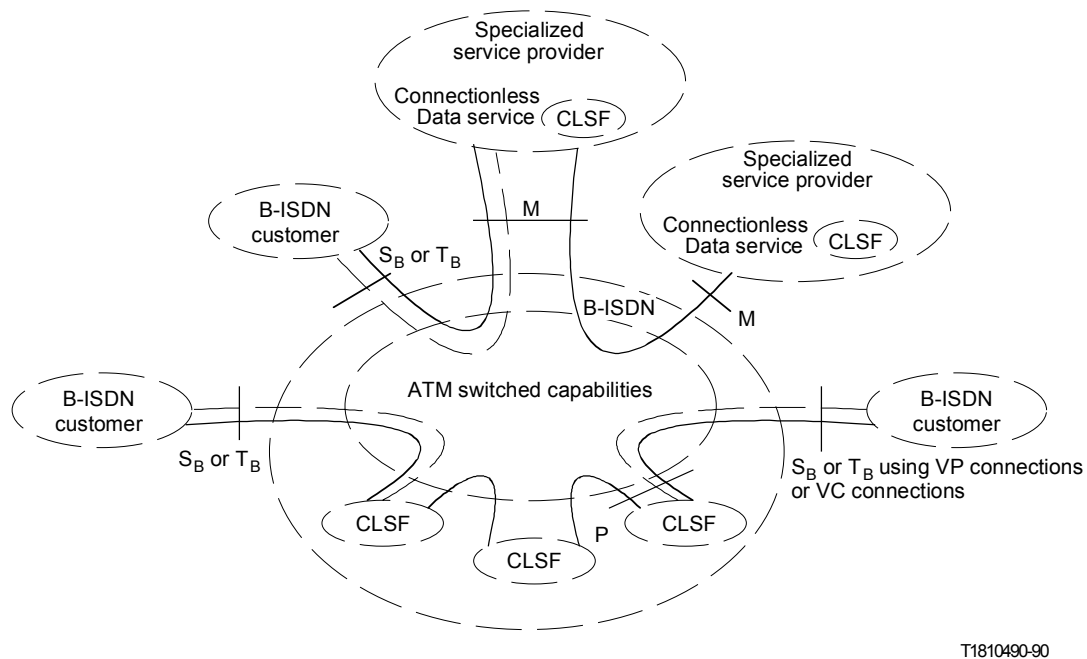 Specialized
service provider
Connectionless
Data service
CLSF
Specialized
service provider
Connectionless
Data service
CLSF
B-ISDN
customer
M
S_B or T_B
B-ISDN
M
ATM switched capabilities
B-ISDN
customer
S_B or T_B
B-ISDN
customer
S_B or T_B using VP connections
or VC connections
CLSF
CLSF
P
CLSF
T1810490-90